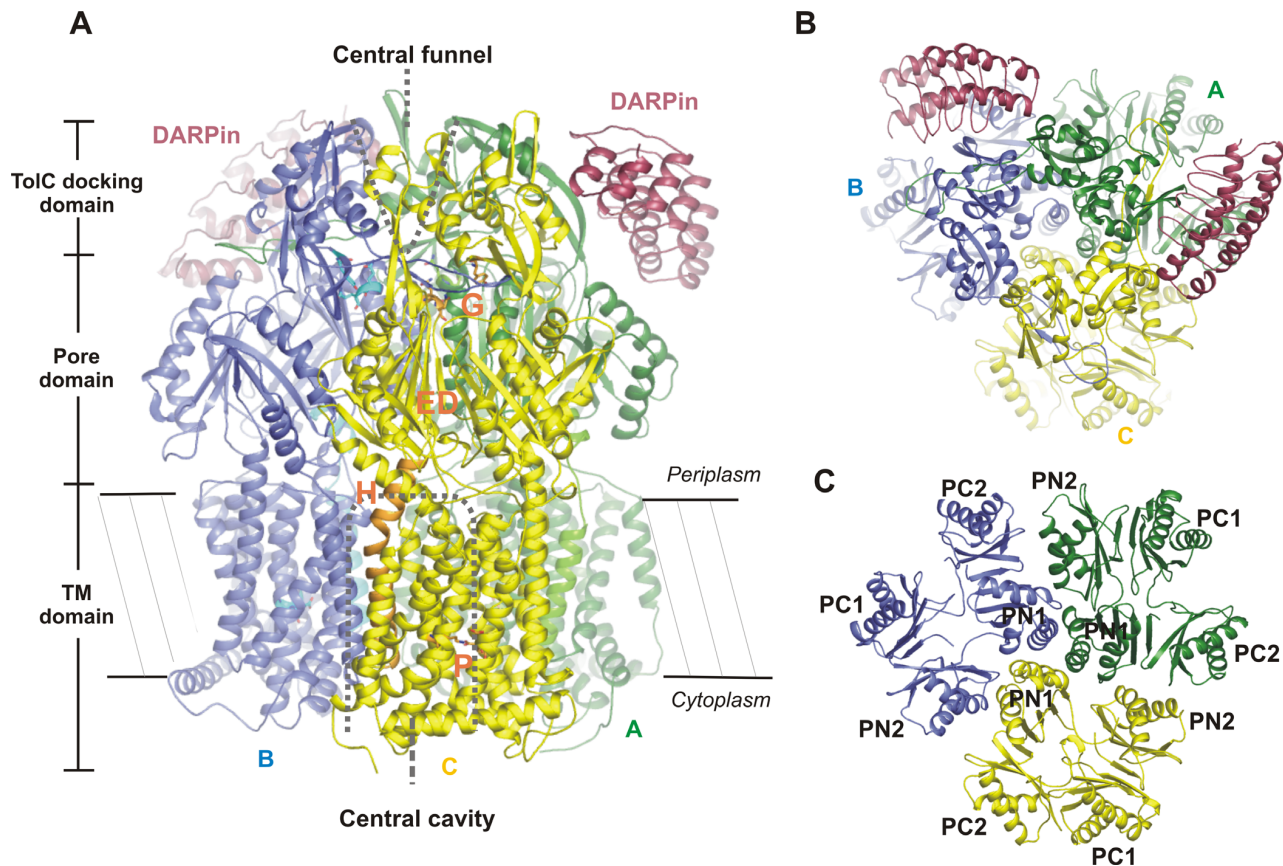 A
Central funnel
DARPin
DARPin
TolC docking
domain
G
Pore
domain
ED
Periplasm
H
TM
domain
P
Cytoplasm
B
C
A
Central cavity
B
A
B
C
C
PC2
PN2
PC1
PC1
PN1
PN1
PC2
PN1
PN2
PN2
PC2
PC1